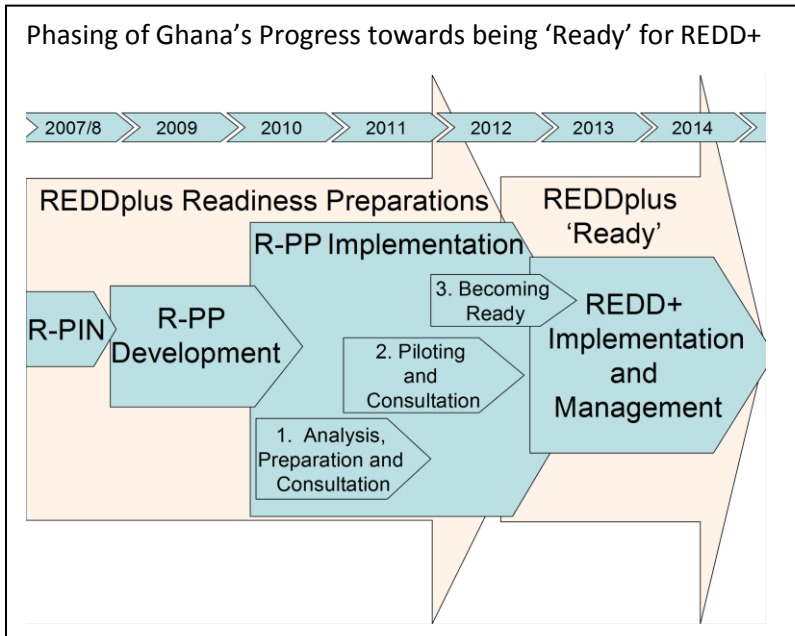 Phasing of Ghana's Progress towards being 'Ready' for REDD+
2007/8 2009 2010 2011 2012 2013 2014
REDDplus Readiness Preparations
REDDplus
'Ready'
R-PP Implementation
R-PIN
R-PP
Development
3. Becoming
Ready
2. Piloting
and
Consultation
1. Analysis,
Preparation and
Consultation
REDD+
Implementation
and
Management